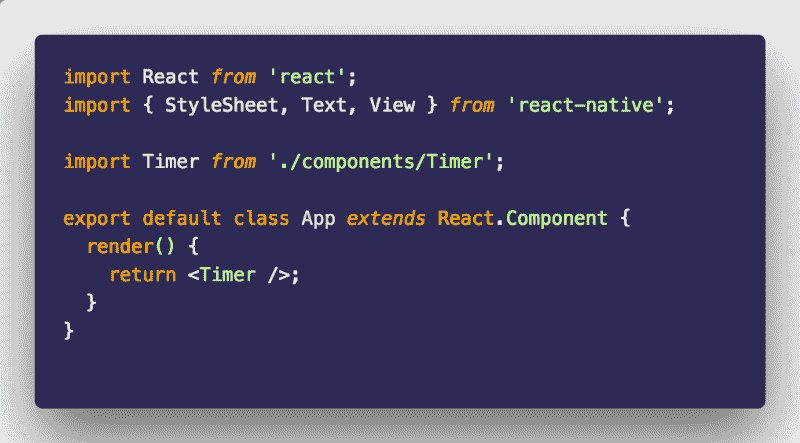 import React from 'react';
import { StyleSheet, Text, View } from 'react-native';
import Timer from './components/Timer';
export default class App extends React.Component {
render() {
return <Timer />;
}
}